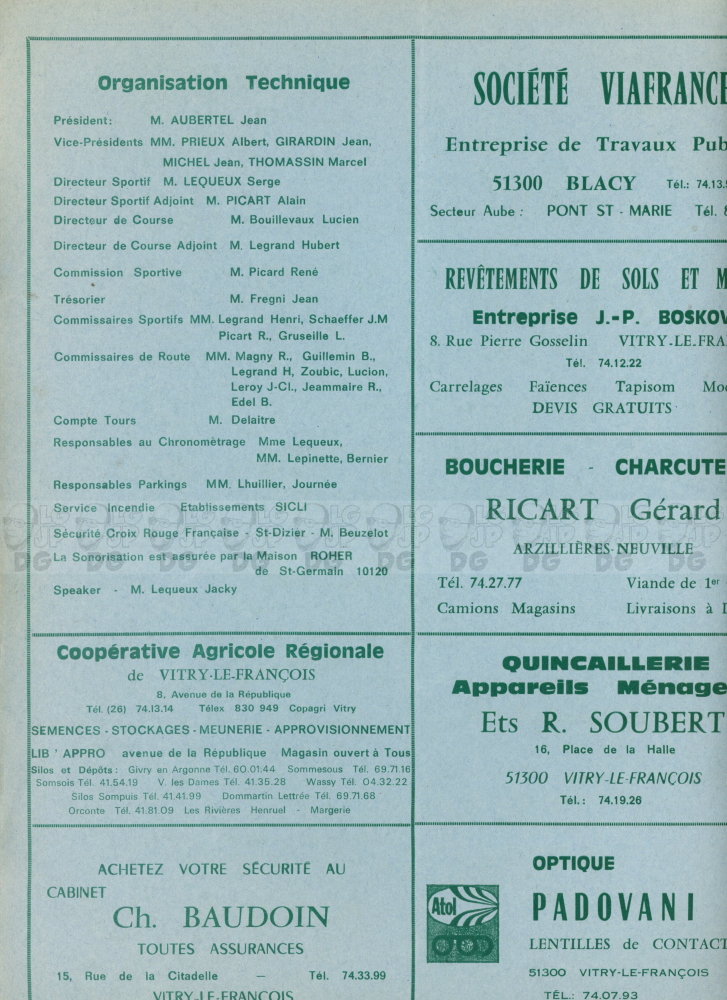 Organisation Technique
Président: M. AUBERTEL Jean
Vice-Présidents MM. PRIEUX Albert, GIRARDIN Jean,
MICHEL Jean, THOMASSIN Marcel
Directeur Sportif M. LEQUEUX Serge
Directeur Sportif Adjoint M. PICART Alain
Directeur de Course M. Bouillevaux Lucien
Directeur de Course Adjoint M. Legrand Hubert
Commission Sportive M. Picard René
Trésorier M. Fregni Jean
Commissaires Sportifs MM. Legrand Henri, Schaeffer J.M
Picart R., Gruseille L.
Commissaires de Route MM. Magny R., Guillemin B.,
Legrand H, Zoubic, Lucion,
Leroy J-Cl., Jeammaire R.,
Edel B.
Compte Tours M. Delaitre
Responsables au Chronomètrage Mme Lequeux,
MM. Lepinette, Bernier
Responsables Parkings MM. Lhuillier, Journée
Service Incendie Etablissements SICLI
Sécurité Croix Rouge Française - St-Dizier - M. Beuzelot
La Sonorisation est assurée par la Maison ROHER
de St-Germain 10120
Speaker - M. Lequeux Jacky
Coopérative Agricole Régionale
de VITRY-LE-FRANÇOIS
8, Avenue de la République
Tél. (26) 74.13.14 Télex 830 949 Copagri Vitry
SEMENCES - STOCKAGES - MEUNERIE - APPROVISIONNEMENT
LIB ' APPRO avenue de la République Magasin ouvert à Tous
Silos et Dépôts: Givry en Argonne Tél. 60.01.44 Sommesous Tél. 69.71.16
Somsois Tél. 41.54.19 V. les Dames Tél. 41.35.28 Wassy Tél. 04.32.22
Silos Sompuis Tél. 41.41.99 Dommartin Lettrée Tél. 69.71.68
Orconte Tél. 41.81.09 Les Rivières Henruel - Margerie
ACHETEZ VOTRE SÉCURITÉ AU
CABINET
Ch. BAUDOIN
TOUTES ASSURANCES
15, Rue de la Citadelle — Tél. 74.33.99
VITRY-LE-FRANÇOIS
SOCIÉTÉ VIAFRANCE
Entreprise de Travaux Pub
51300 BLACY Tél.: 74.13.
Secteur Aube : PONT ST - MARIE Tél. 8
REVÊTEMENTS DE SOLS ET M
Entreprise J.-P. BOSKOV
8. Rue Pierre Gosselin VITRY-LE-FRA
Tél. 74.12.22
Carrelages Faïences Tapisom Moq
DEVIS GRATUITS
BOUCHERIE - CHARCUTE
RICART Gérard
ARZILLIÈRES-NEUVILLE
Tél. 74.27.77 Viande de 1er
Camions Magasins Livraisons à D
QUINCAILLERIE
Appareils Ménage
Ets R. SOUBERT
16, Place de la Halle
51300 VITRY-LE-FRANÇOIS
Tél. : 74.19.26
OPTIQUE
Atol
PADOVANI
LENTILLES de CONTACT
51300 VITRY-LE-FRANÇOIS
TÉL.: 74.07.93